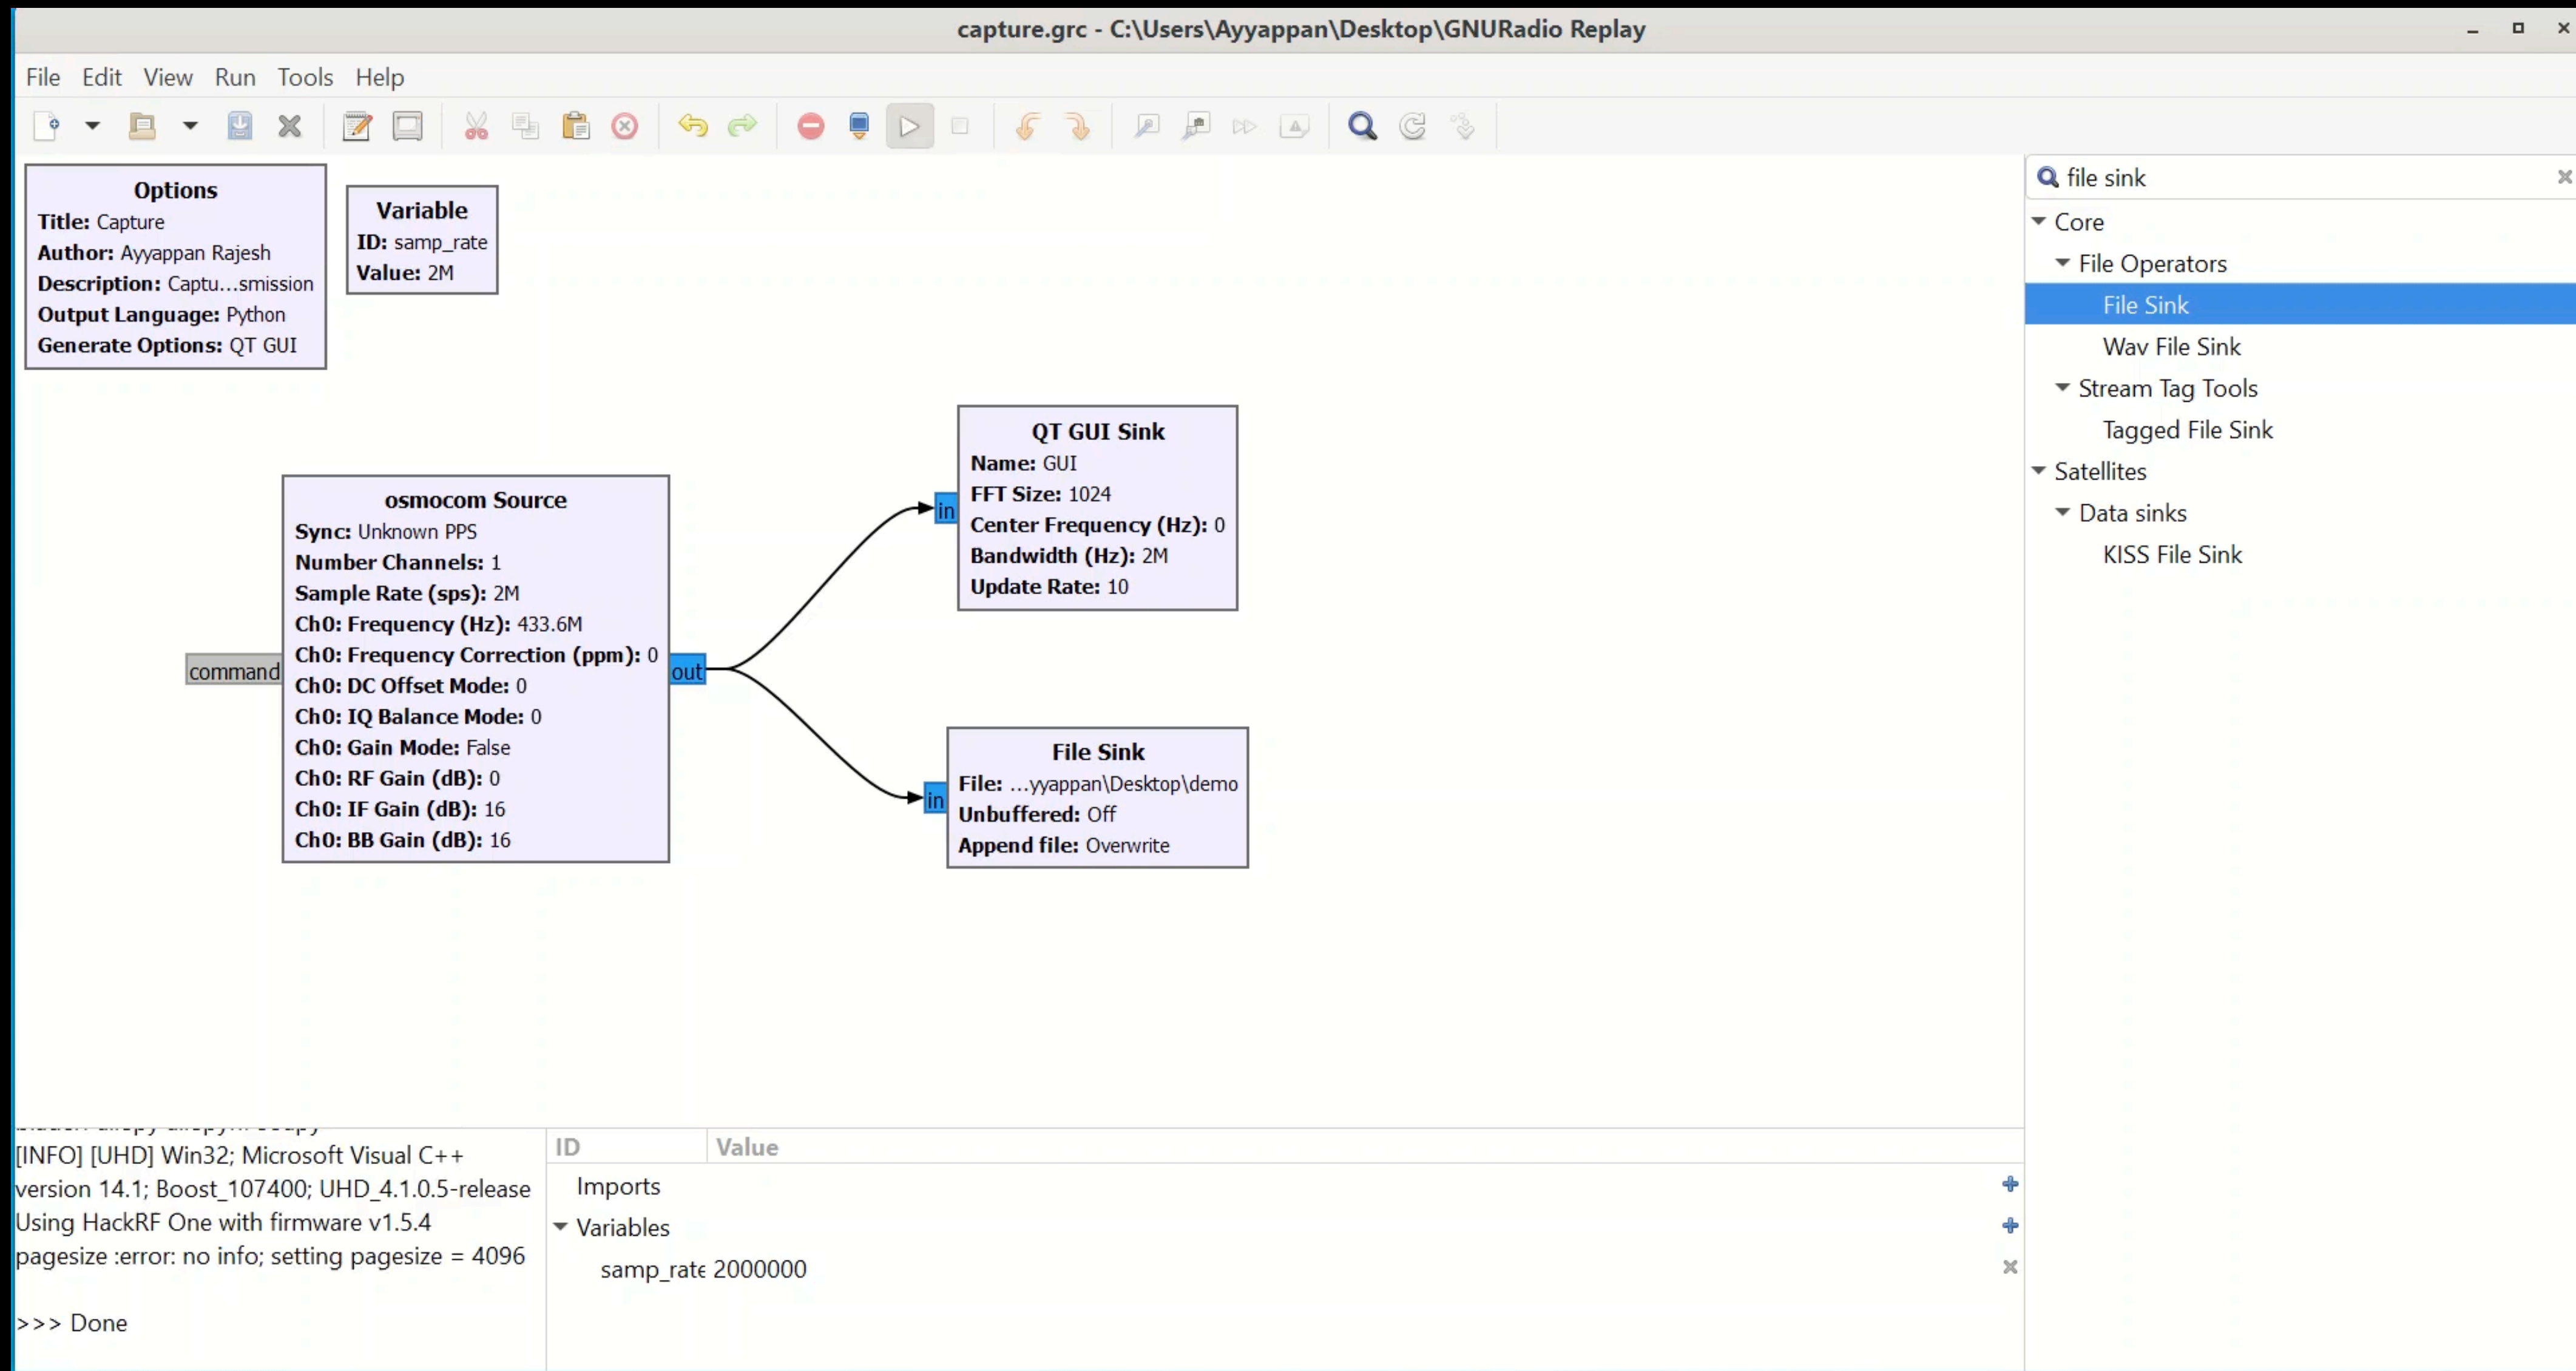 capture.grc - C:\Users\Ayyappan\Desktop\GNURadio Replay
File Edit View Run Tools Help
Options
Title: Capture
Author: Ayyappan Rajesh
Description: Captu...smission
Output Language: Python
Generate Options: QT GUI
Variable
ID: samp_rate
Value: 2M
osmocom Source
Sync: Unknown PPS
Number Channels: 1
Sample Rate (sps): 2M
Ch0: Frequency (Hz): 433.6M
Ch0: Frequency Correction (ppm): 0
Ch0: DC Offset Mode: 0
Ch0: IQ Balance Mode: 0
Ch0: Gain Mode: False
Ch0: RF Gain (dB): 0
Ch0: IF Gain (dB): 16
Ch0: BB Gain (dB): 16
command
out
QT GUI Sink
Name: GUI
FFT Size: 1024
Center Frequency (Hz): 0
Bandwidth (Hz): 2M
Update Rate: 10
in
File Sink
File: ...yyappan\Desktop\demo
Unbuffered: Off
Append file: Overwrite
in
file sink
Core
File Operators
File Sink
Wav File Sink
Stream Tag Tools
Tagged File Sink
Satellites
Data sinks
KISS File Sink
[INFO] [UHD] Win32; Microsoft Visual C++
version 14.1; Boost_107400; UHD_4.1.0.5-release
Using HackRF One with firmware v1.5.4
pagesize :error: no info; setting pagesize = 4096
>>> Done
ID Value
Imports
Variables
samp_rate 2000000